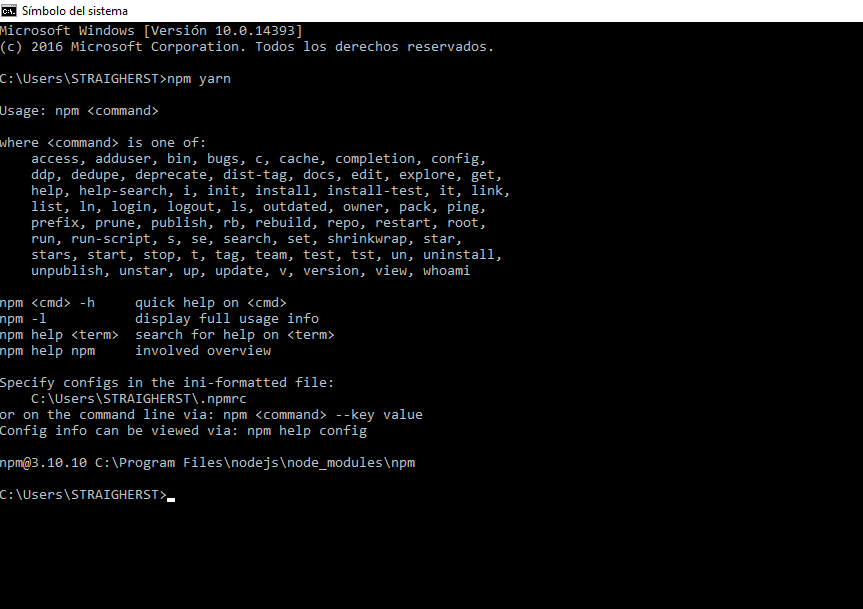 Símbolo del sistema
Microsoft Windows [Versión 10.0.14393]
(c) 2016 Microsoft Corporation. Todos los derechos reservados.
C:\Users\STRAIGHERST>npm yarn
Usage: npm <command>
where <command> is one of:
    access, adduser, bin, bugs, c, cache, completion, config,
    ddp, dedupe, deprecate, dist-tag, docs, edit, explore, get,
    help, help-search, i, init, install, install-test, it, link,
    list, ln, login, logout, ls, outdated, owner, pack, ping,
    prefix, prune, publish, rb, rebuild, repo, restart, root,
    run, run-script, s, se, search, set, shrinkwrap, star,
    stars, start, stop, t, tag, team, test, tst, un, uninstall,
    unpublish, unstar, up, update, v, version, view, whoami
npm <cmd> -h     quick help on <cmd>
npm -l           display full usage info
npm help <term>  search for help on <term>
npm help npm     involved overview
Specify configs in the ini-formatted file:
    C:\Users\STRAIGHERST\.npmrc
or on the command line via: npm <command> --key value
Config info can be viewed via: npm help config
npm@3.10.10 C:\Program Files\nodejs\node_modules\npm
C:\Users\STRAIGHERST>